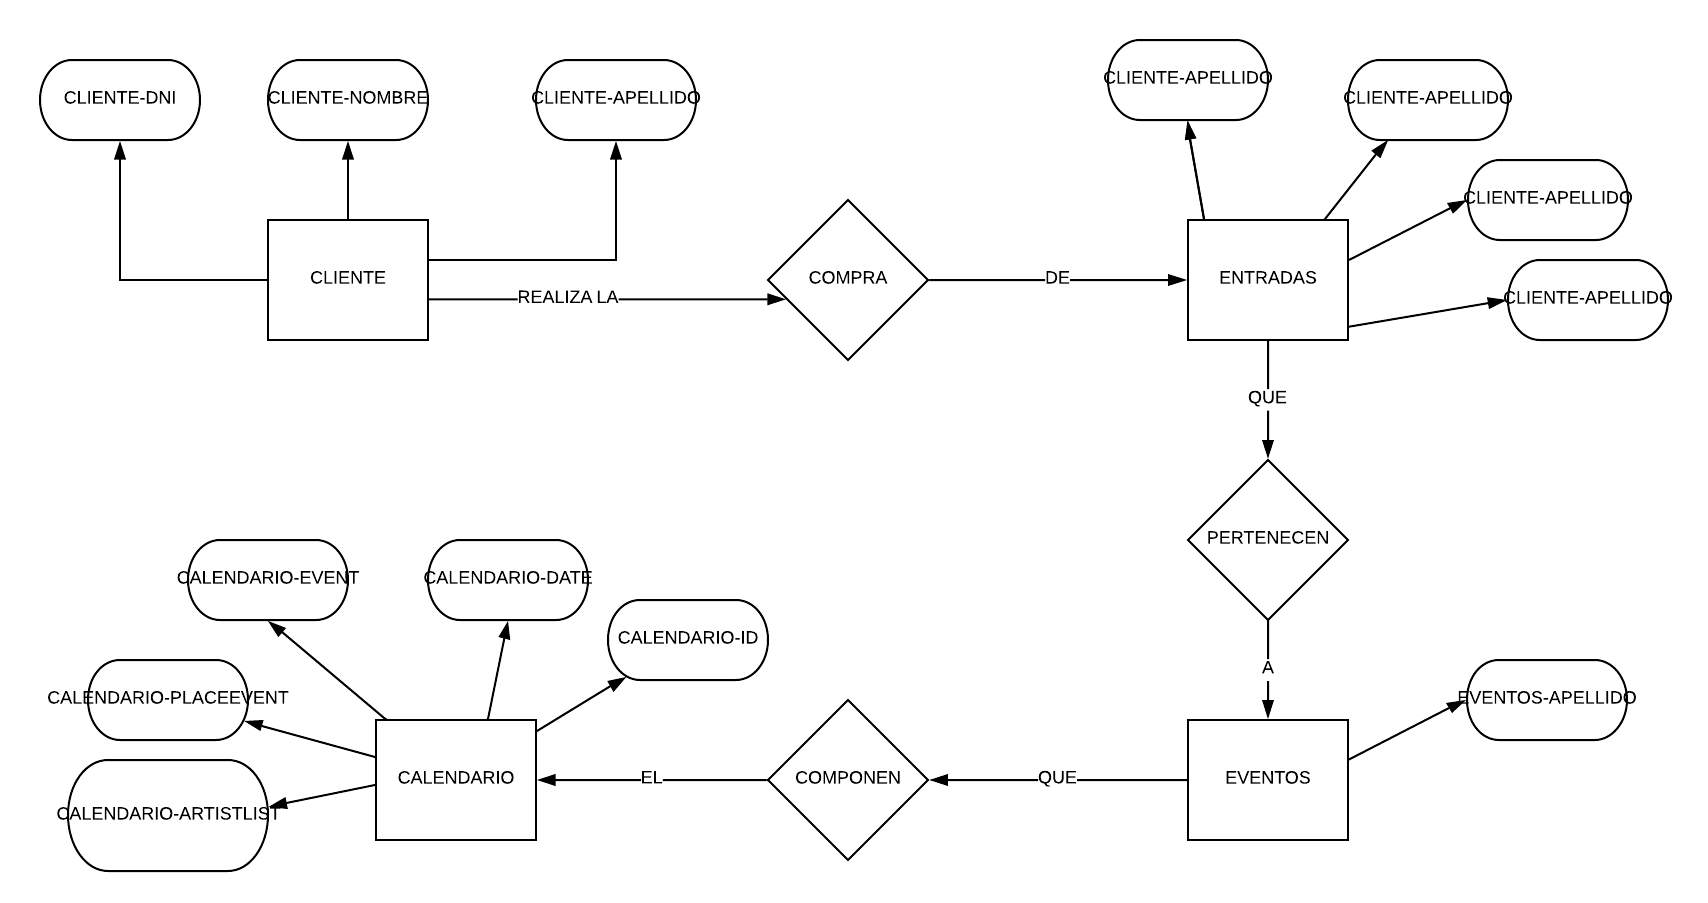 CLIENTE-DNI
CLIENTE-NOMBRE
CLIENTE-APELLIDO
CLIENTE-APELLIDO
CLIENTE-APELLIDO
CLIENTE-APELLIDO
CLIENTE-APELLIDO
CLIENTE
REALIZA LA
COMPRA
DE
ENTRADAS
QUE
PERTENECEN
A
EVENTOS
EVENTOS-APELLIDO
QUE
COMPONEN
EL
CALENDARIO
CALENDARIO-EVENT
CALENDARIO-DATE
CALENDARIO-ID
CALENDARIO-PLACEEVENT
CALENDARIO-ARTISTLIST